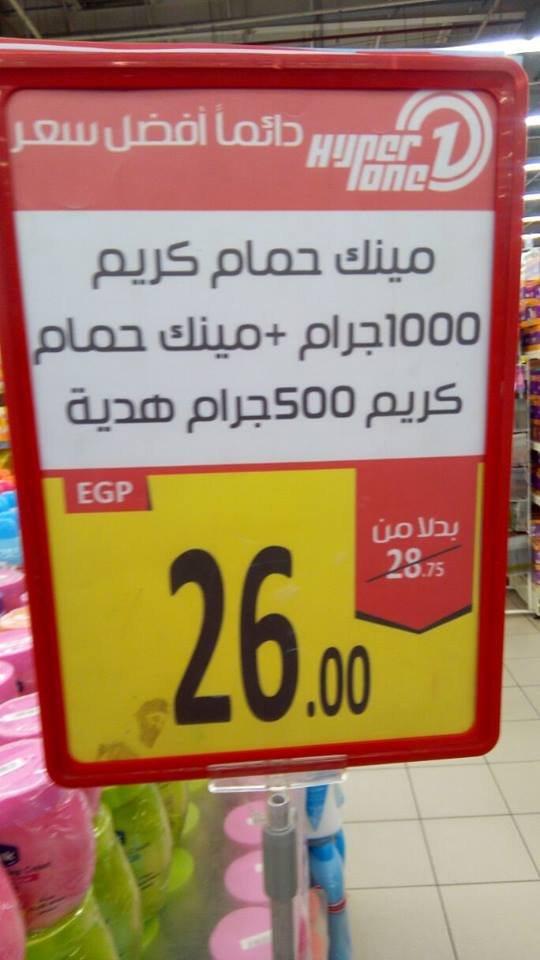 دائماً أفضل سعر Hyper one 1
مينك حمام كريم
1000جرام +مينك حمام
كريم 500جرام هدية
EGP
بدلا من
28.75
26.00